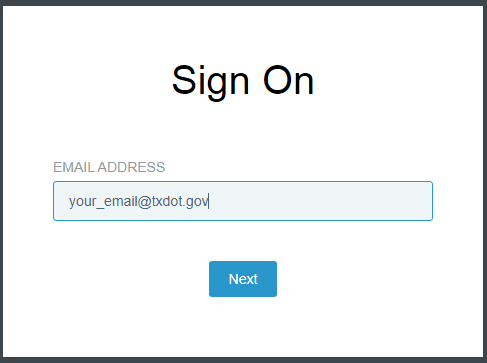 Sign On
EMAIL ADDRESS
your_email@txdot.gov
Next